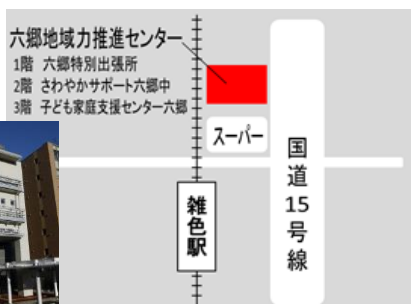 六郷地域力推進センター
1階 六郷特別出張所
2階 さわやかサポート六郷中
3階 子ども家庭支援センター六郷
スーパー
国道15号線
雑色駅